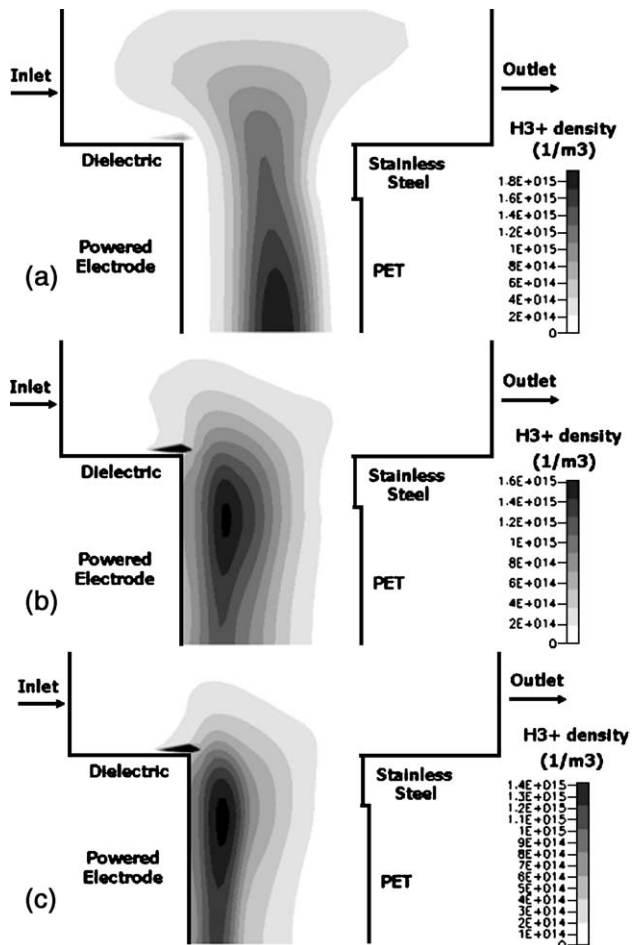 Inlet
Outlet
H3+ density
(1/m3)
Dielectric
Stainless
Steel
1.8E+015
1.6E+015
1.4E+015
1.2E+015
1E+015
8E+014
6E+014
4E+014
2E+014
0
Powered
Electrode
PET
(a)
Inlet
Outlet
H3+ density
(1/m3)
Dielectric
Stainless
Steel
1.6E+015
1.4E+015
1.2E+015
1E+015
8E+014
6E+014
4E+014
2E+014
0
Powered
Electrode
PET
(b)
Inlet
Outlet
H3+ density
(1/m3)
Dielectric
Stainless
Steel
1.4E+015
1.3E+015
1.2E+015
1.1E+015
1E+015
9E+014
8E+014
7E+014
6E+014
5E+014
4E+014
3E+014
2E+014
1E+014
0
Powered
Electrode
PET
(c)